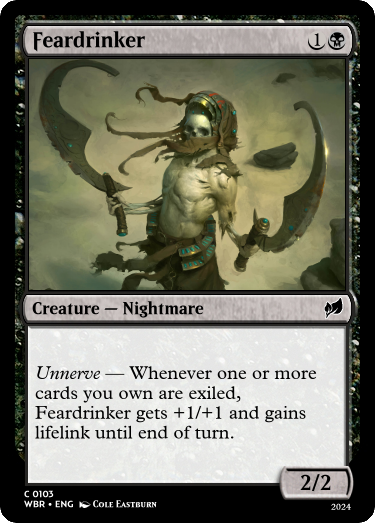 Feardrinker 1
Creature — Nightmare
Unnerve — Whenever one or more
cards you own are exiled,
Feardrinker gets +1/+1 and gains
lifelink until end of turn.
2/2
C 0103
WBR • ENG Cole Eastburn
2024